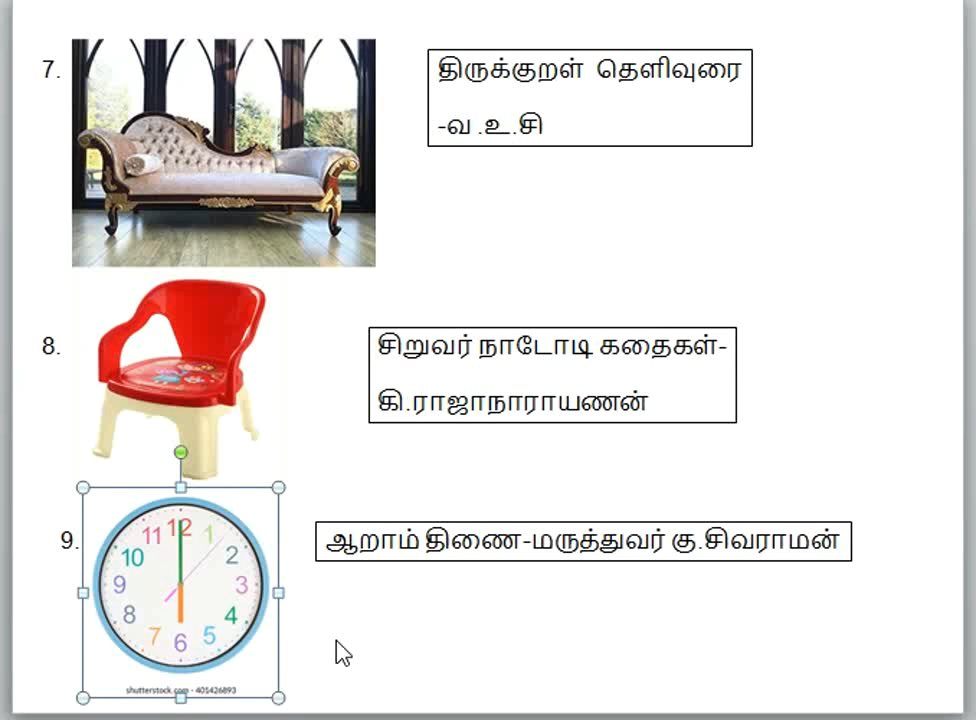 7.
திருக்குறள் தெளிவுரை
-வ .உ.சி
8.
சிறுவர் நாடோடி கதைகள்-
கி.ராஜாநாராயணன்
9.
ஆறாம் திணை-மருத்துவர் கு.சிவராமன்
12
11
1
10
2
9
3
8
4
7
5
6
shutterstock.com - 401426893